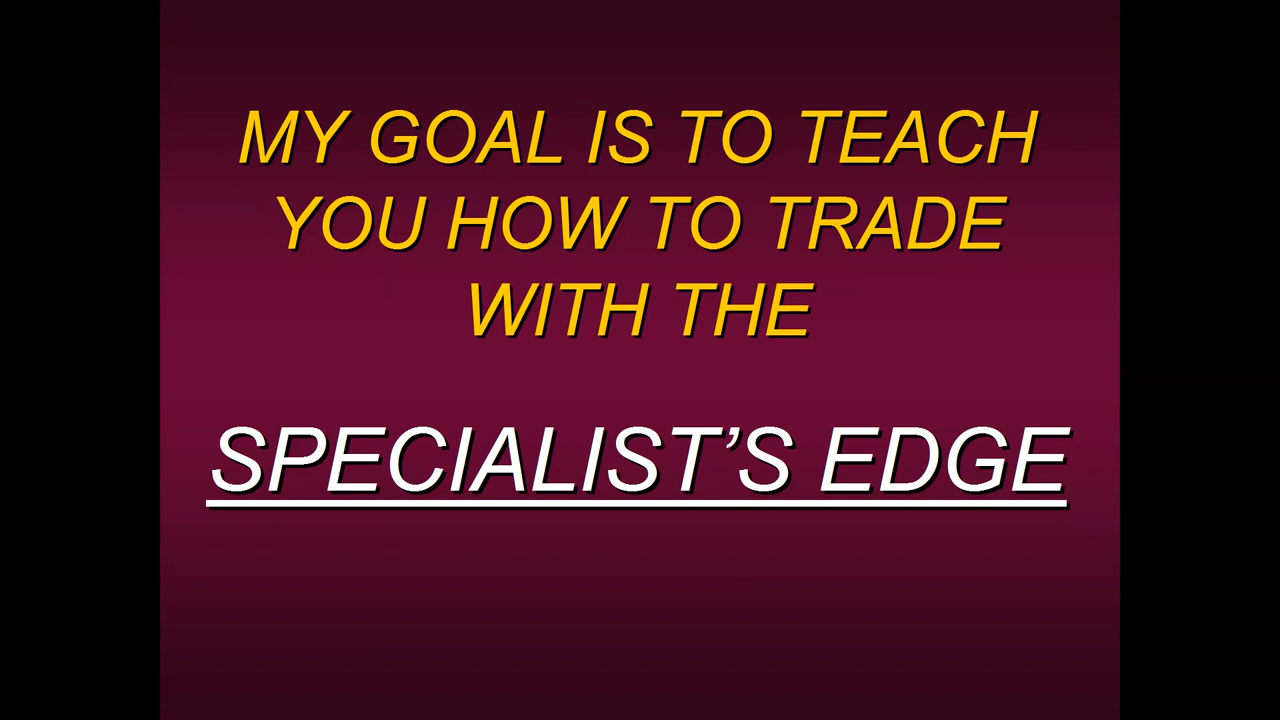 MY GOAL IS TO TEACH
YOU HOW TO TRADE
WITH THE
SPECIALIST’S EDGE